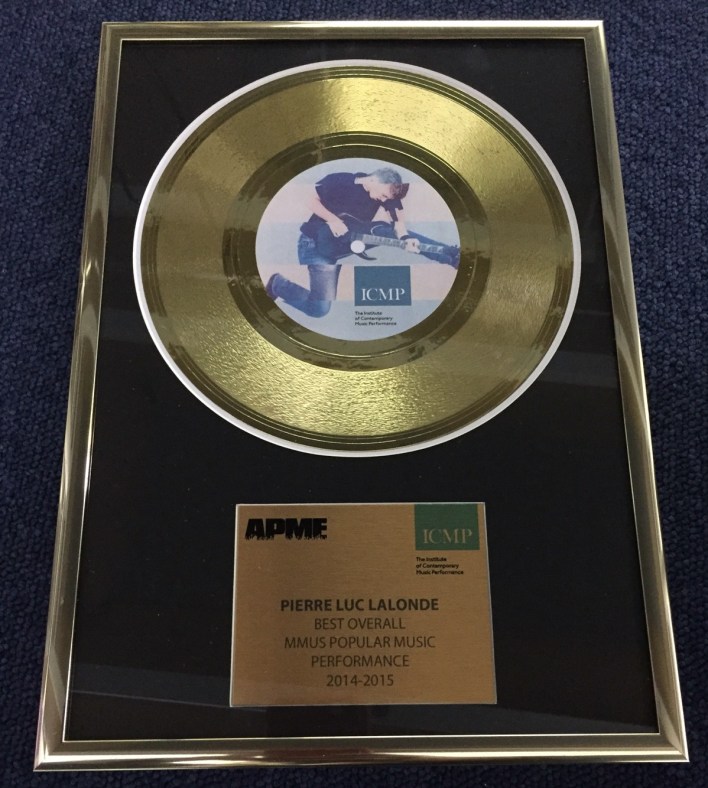 ICMP
The Institute
of Contemporary
Music Performance
APME
ICMP
The Institute
of Contemporary
Music Performance
PIERRE LUC LALONDE
BEST OVERALL
MMUS POPULAR MUSIC
PERFORMANCE
2014-2015